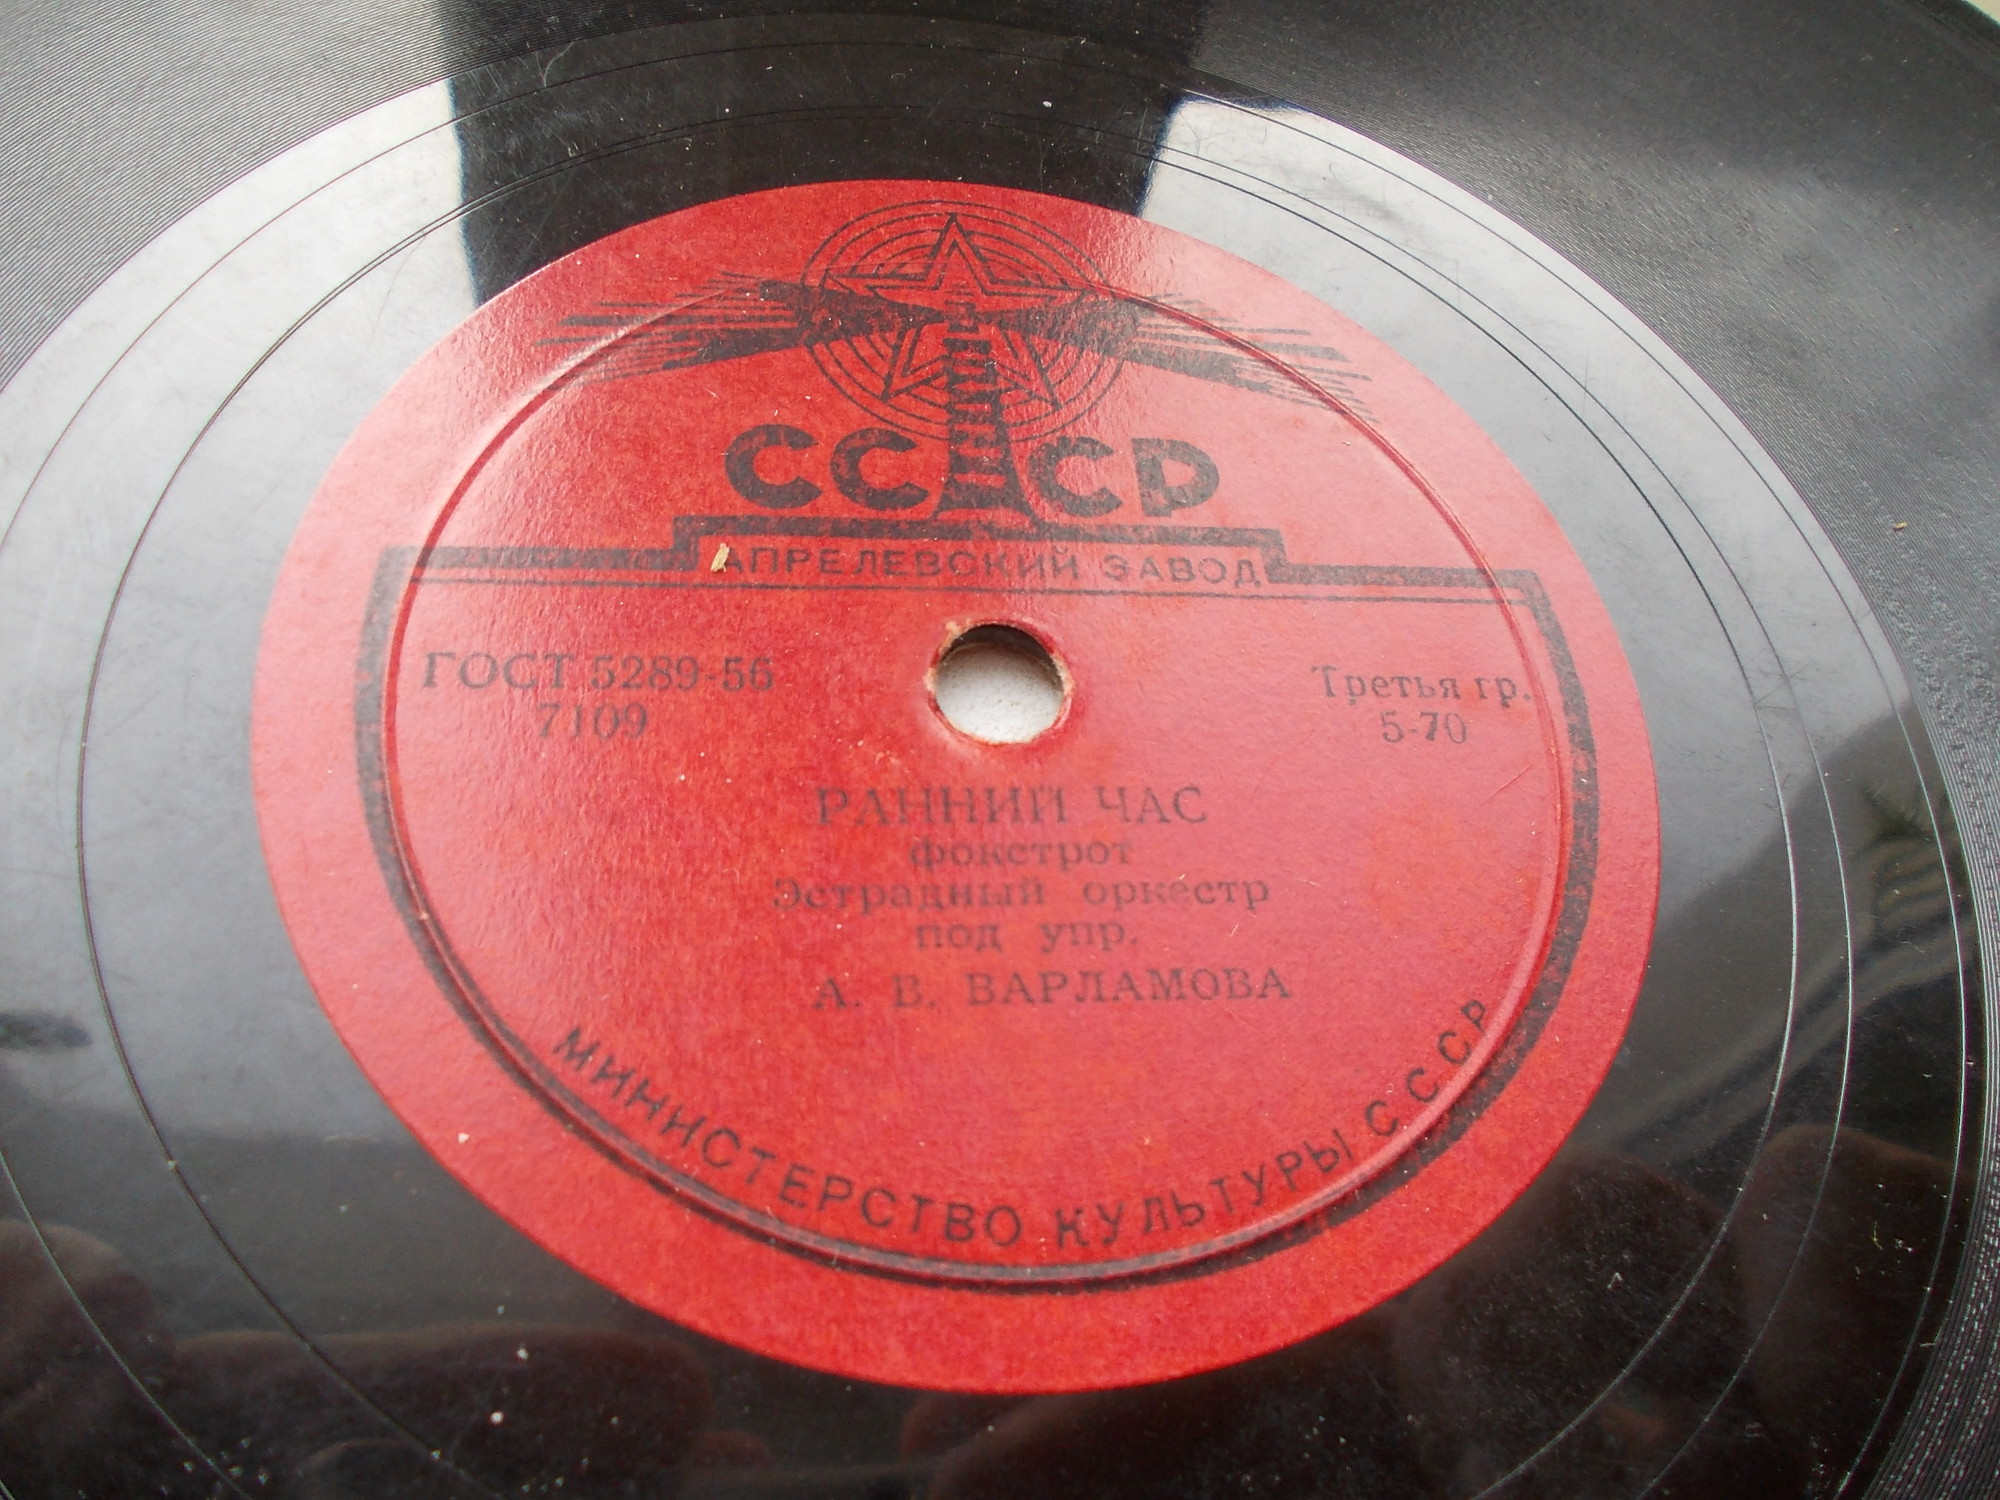 СССР
АПРЕЛЕВСКИЙ ЗАВОД
ГОСТ 5289-56
7109
Третья гр.
5-70
РАННИЙ ЧАС
фокстрот
Эстрадный оркестр
под упр.
А. В. ВАРЛАМОВА
МИНИСТЕРСТВО КУЛЬТУРЫ СССР